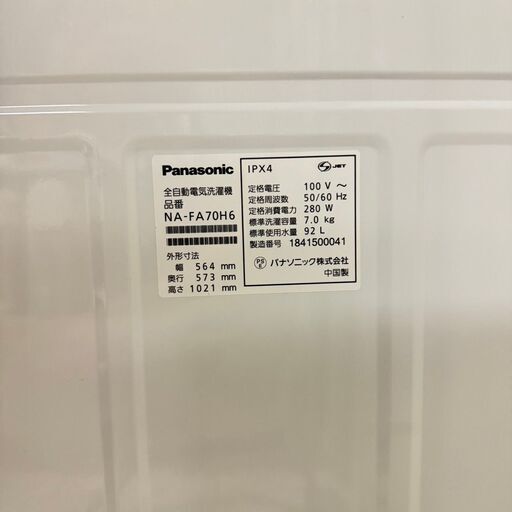 Panasonic
全自動電気洗濯機
品番
NA-FA70H6
外形寸法
幅 564 mm
奥行 573 mm
高さ 1021 mm
IPX4
JET
定格電圧 100 V ～
定格周波数 50/60 Hz
定格消費電力 280 W
標準洗濯容量 7.0 kg
標準使用水量 92 L
製造番号 1841500041
PS E パナソニック株式会社
中国製